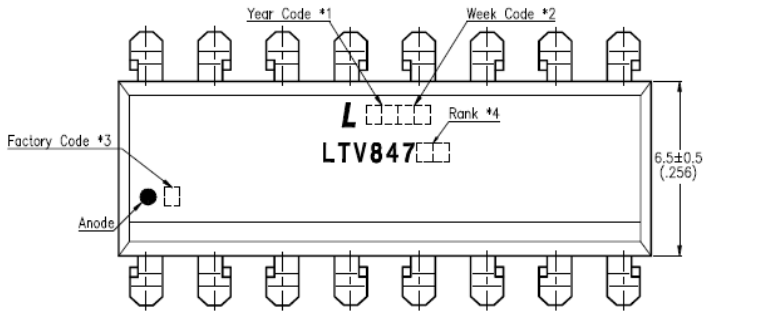 Year Code *1
Week Code *2
L
Rank *4
LTV847
Factory Code *3
6.5±0.5
(.256)
Anode